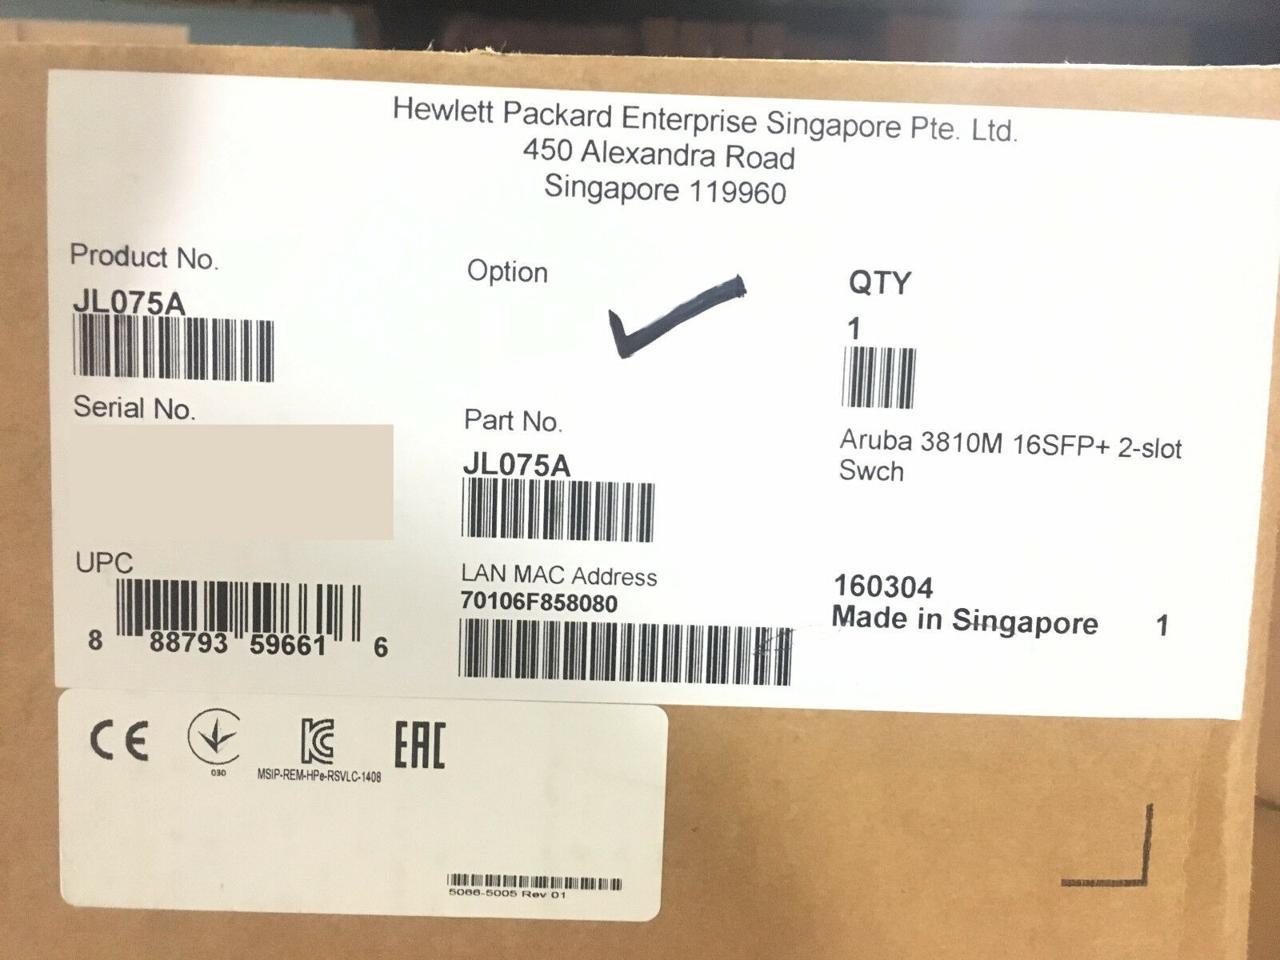 Hewlett Packard Enterprise Singapore Pte. Ltd.
450 Alexandra Road
Singapore 119960
Product No.
JL075A
Option
QTY
1
Serial No.
Part No.
JL075A
Aruba 3810M 16SFP+ 2-slot
Swch
UPC
8 88793 59661 6
LAN MAC Address
70106F858080
160304
Made in Singapore 1
CE
030
MSIP-REM-HPe-RSVLC-1408
EAC
5066-5005 Rev 01